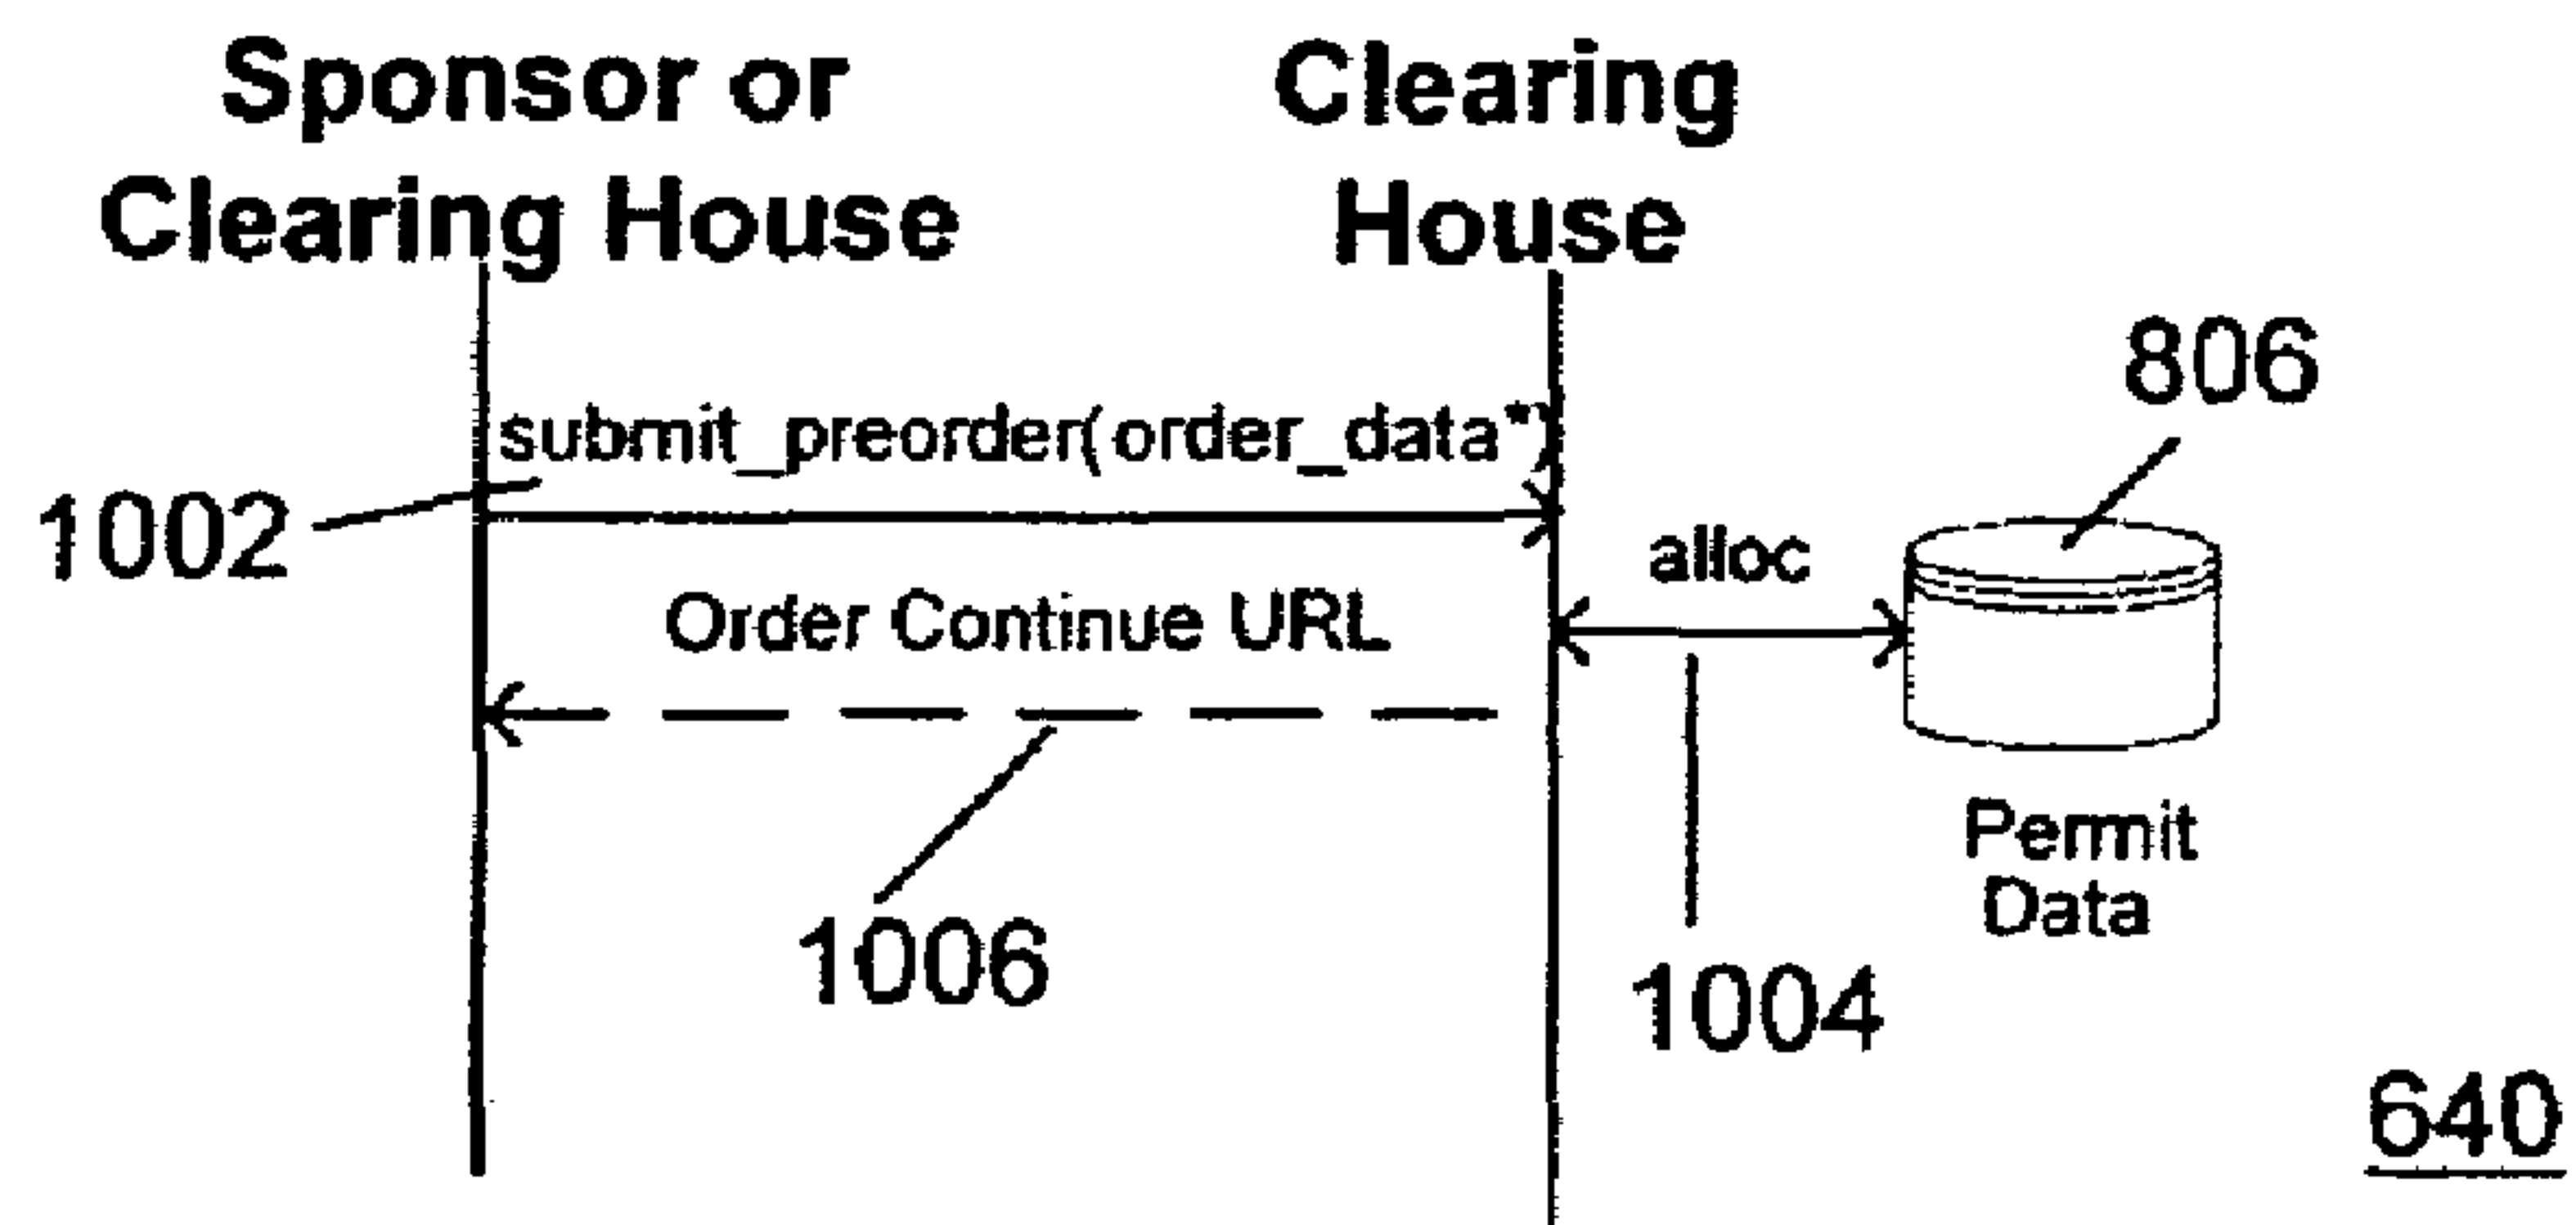 Sponsor or
Clearing House
Clearing
House
806
submit_preorder(order_data*)
1002
alloc
Order Continue URL
Permit
Data
1006
1004
640